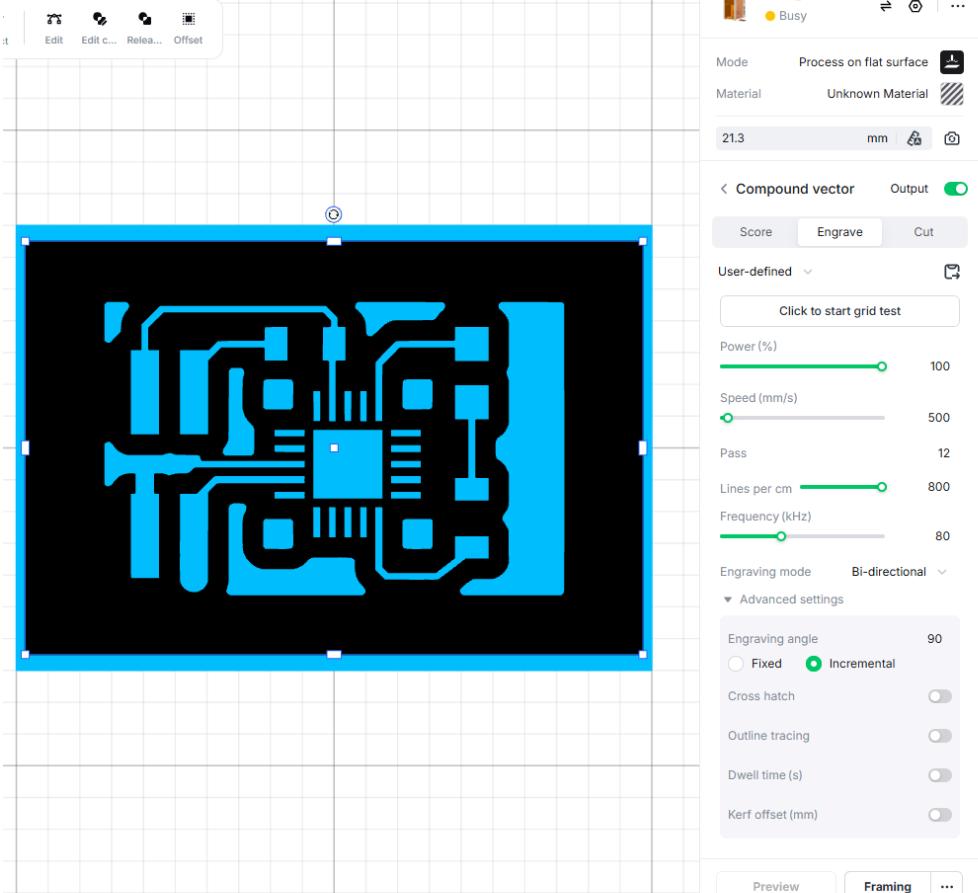 Edit
Edit c...
Relea...
Offset
Busy
Mode
Process on flat surface
Material
Unknown Material
21.3
mm
Compound vector
Output
Score
Engrave
Cut
User-defined
Click to start grid test
Power (%)
100
Speed (mm/s)
500
Pass
12
Lines per cm
800
Frequency (kHz)
80
Engraving mode
Bi-directional
Advanced settings
Engraving angle
90
Fixed
Incremental
Cross hatch
Outline tracing
Dwell time (s)
Kerf offset (mm)
Preview
Framing